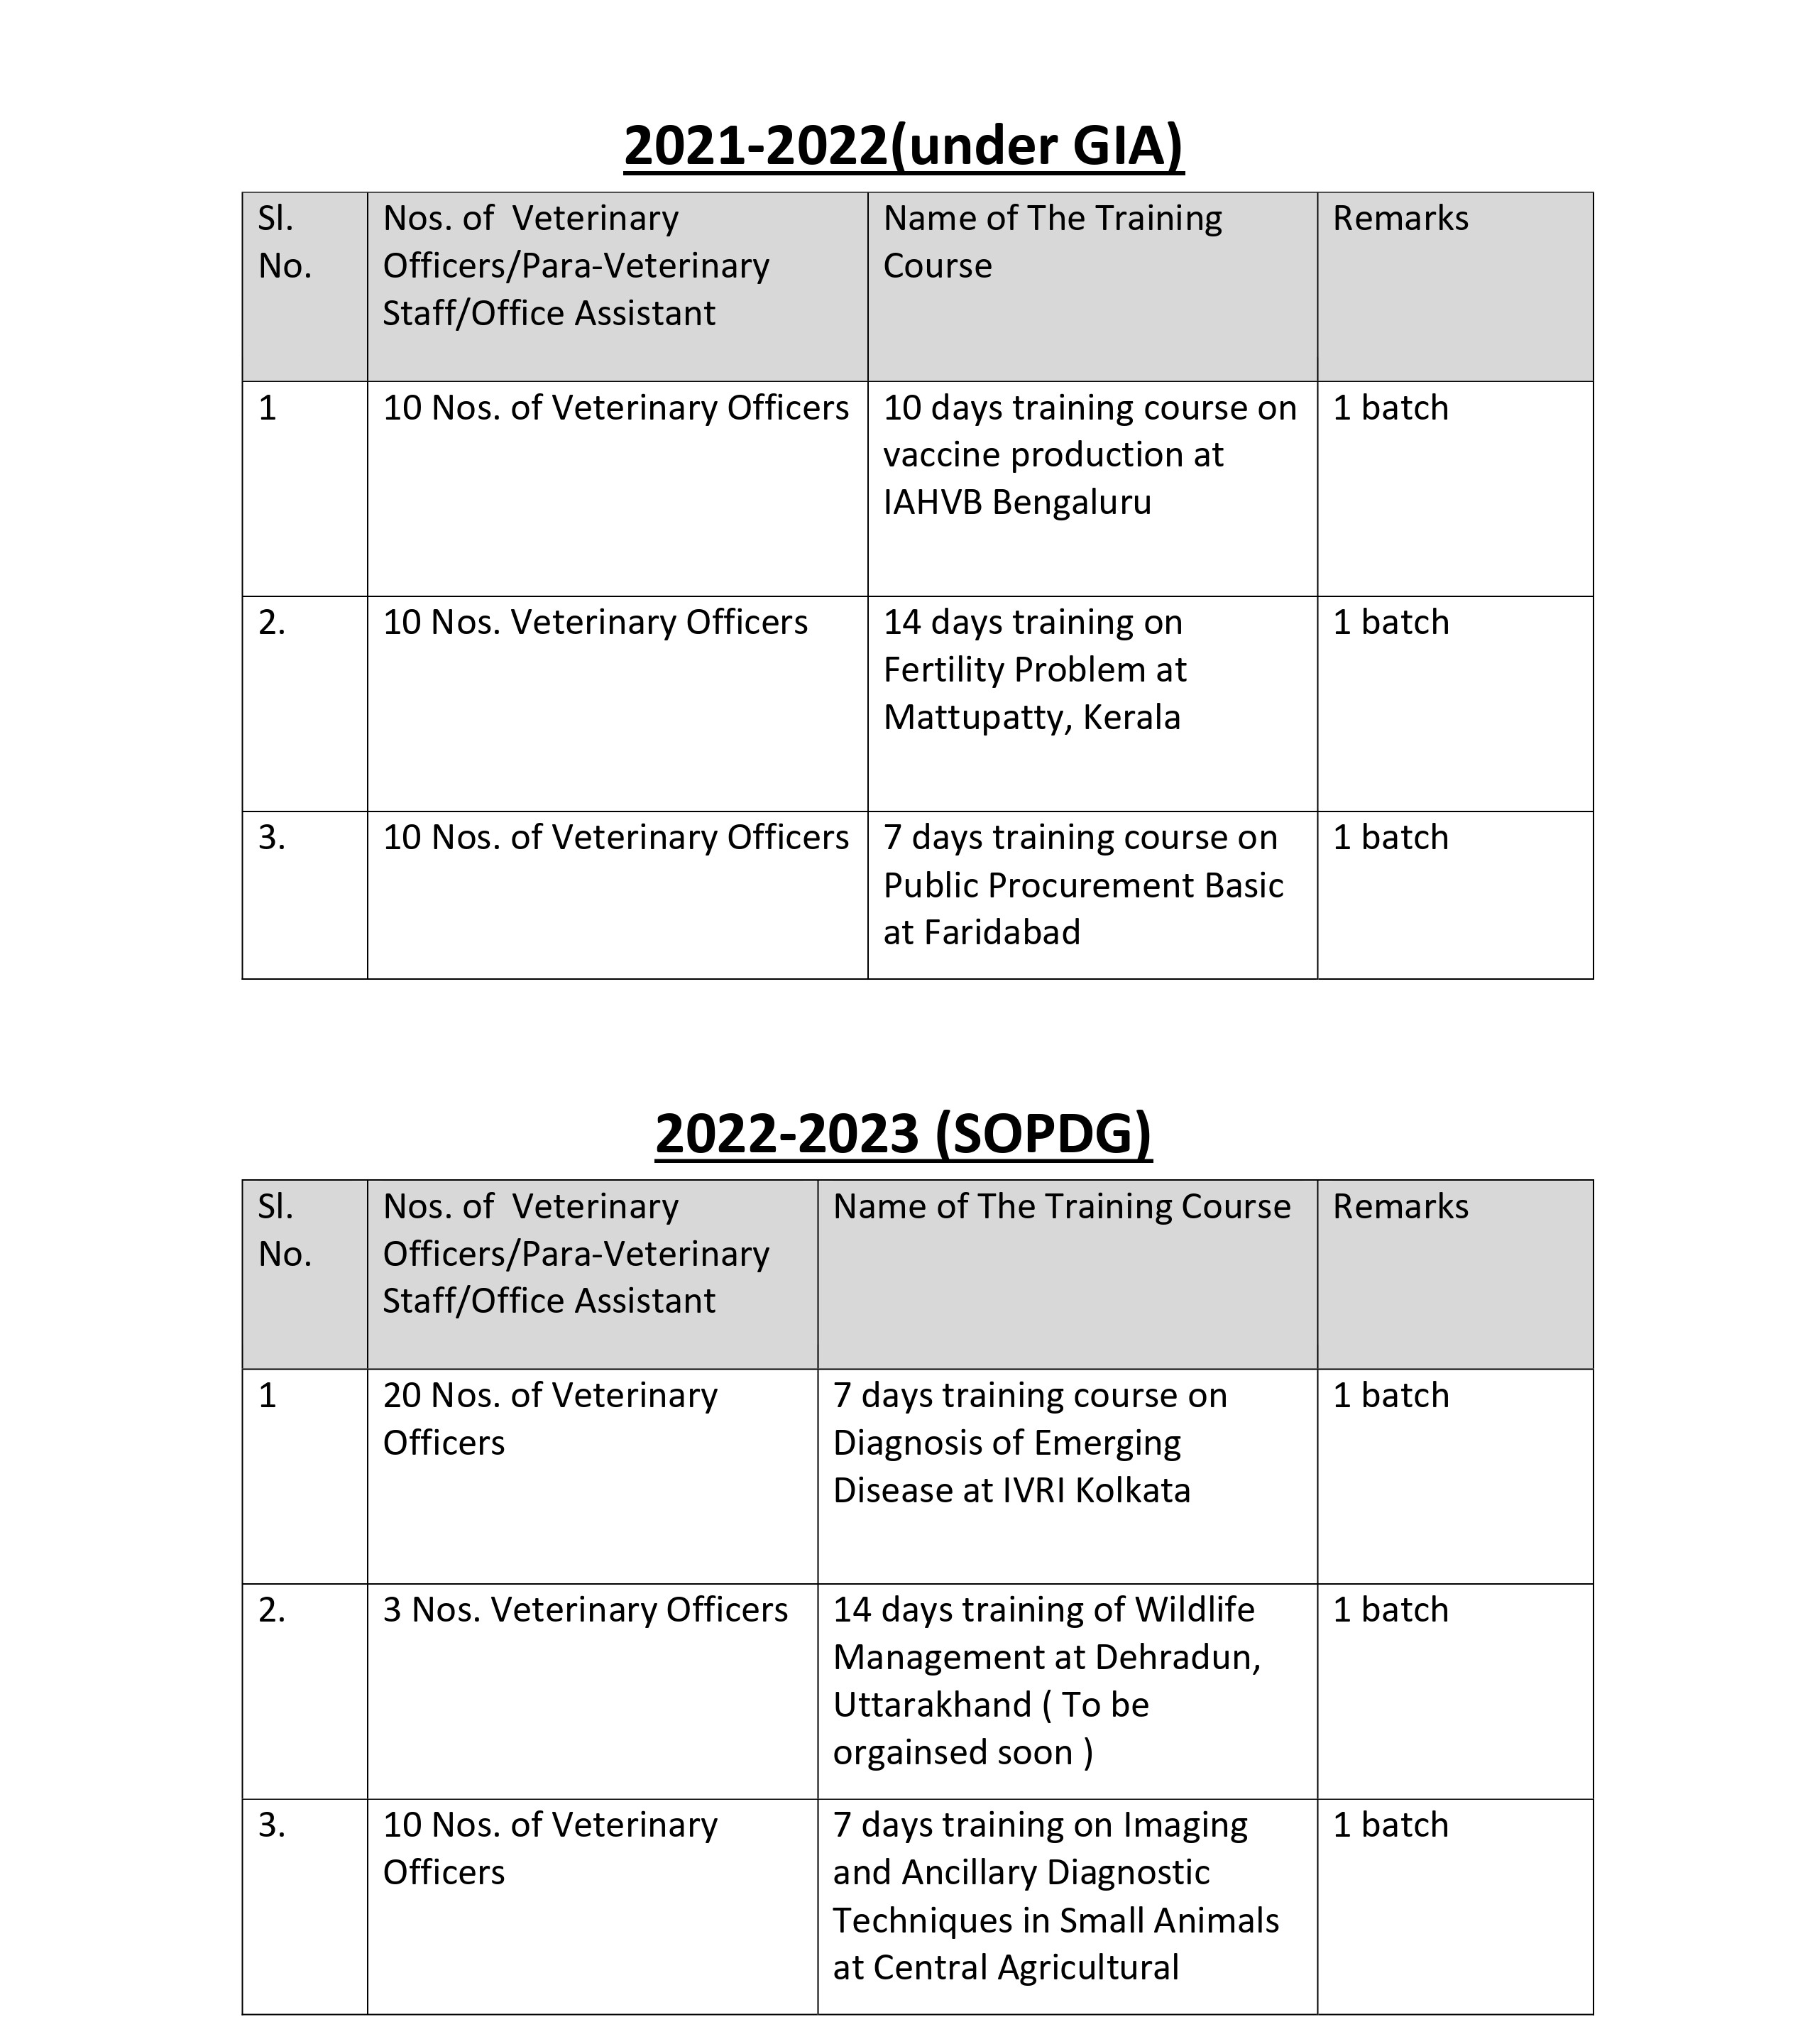 2021-2022(under GIA)
Sl.
No.
Nos. of  Veterinary
Officers/Para-Veterinary
Staff/Office Assistant
Name of The Training
Course
Remarks
1
10 Nos. of Veterinary Officers
10 days training course on
vaccine production at
IAHVB Bengaluru
1 batch
2.
10 Nos. Veterinary Officers
14 days training on
Fertility Problem at
Mattupatty, Kerala
1 batch
3.
10 Nos. of Veterinary Officers
7 days training course on
Public Procurement Basic
at Faridabad
1 batch
2022-2023 (SOPDG)
Sl.
No.
Nos. of  Veterinary
Officers/Para-Veterinary
Staff/Office Assistant
Name of The Training Course
Remarks
1
20 Nos. of Veterinary
Officers
7 days training course on
Diagnosis of Emerging
Disease at IVRI Kolkata
1 batch
2.
3 Nos. Veterinary Officers
14 days training of Wildlife
Management at Dehradun,
Uttarakhand ( To be
orgainsed soon )
1 batch
3.
10 Nos. of Veterinary
Officers
7 days training on Imaging
and Ancillary Diagnostic
Techniques in Small Animals
at Central Agricultural
1 batch